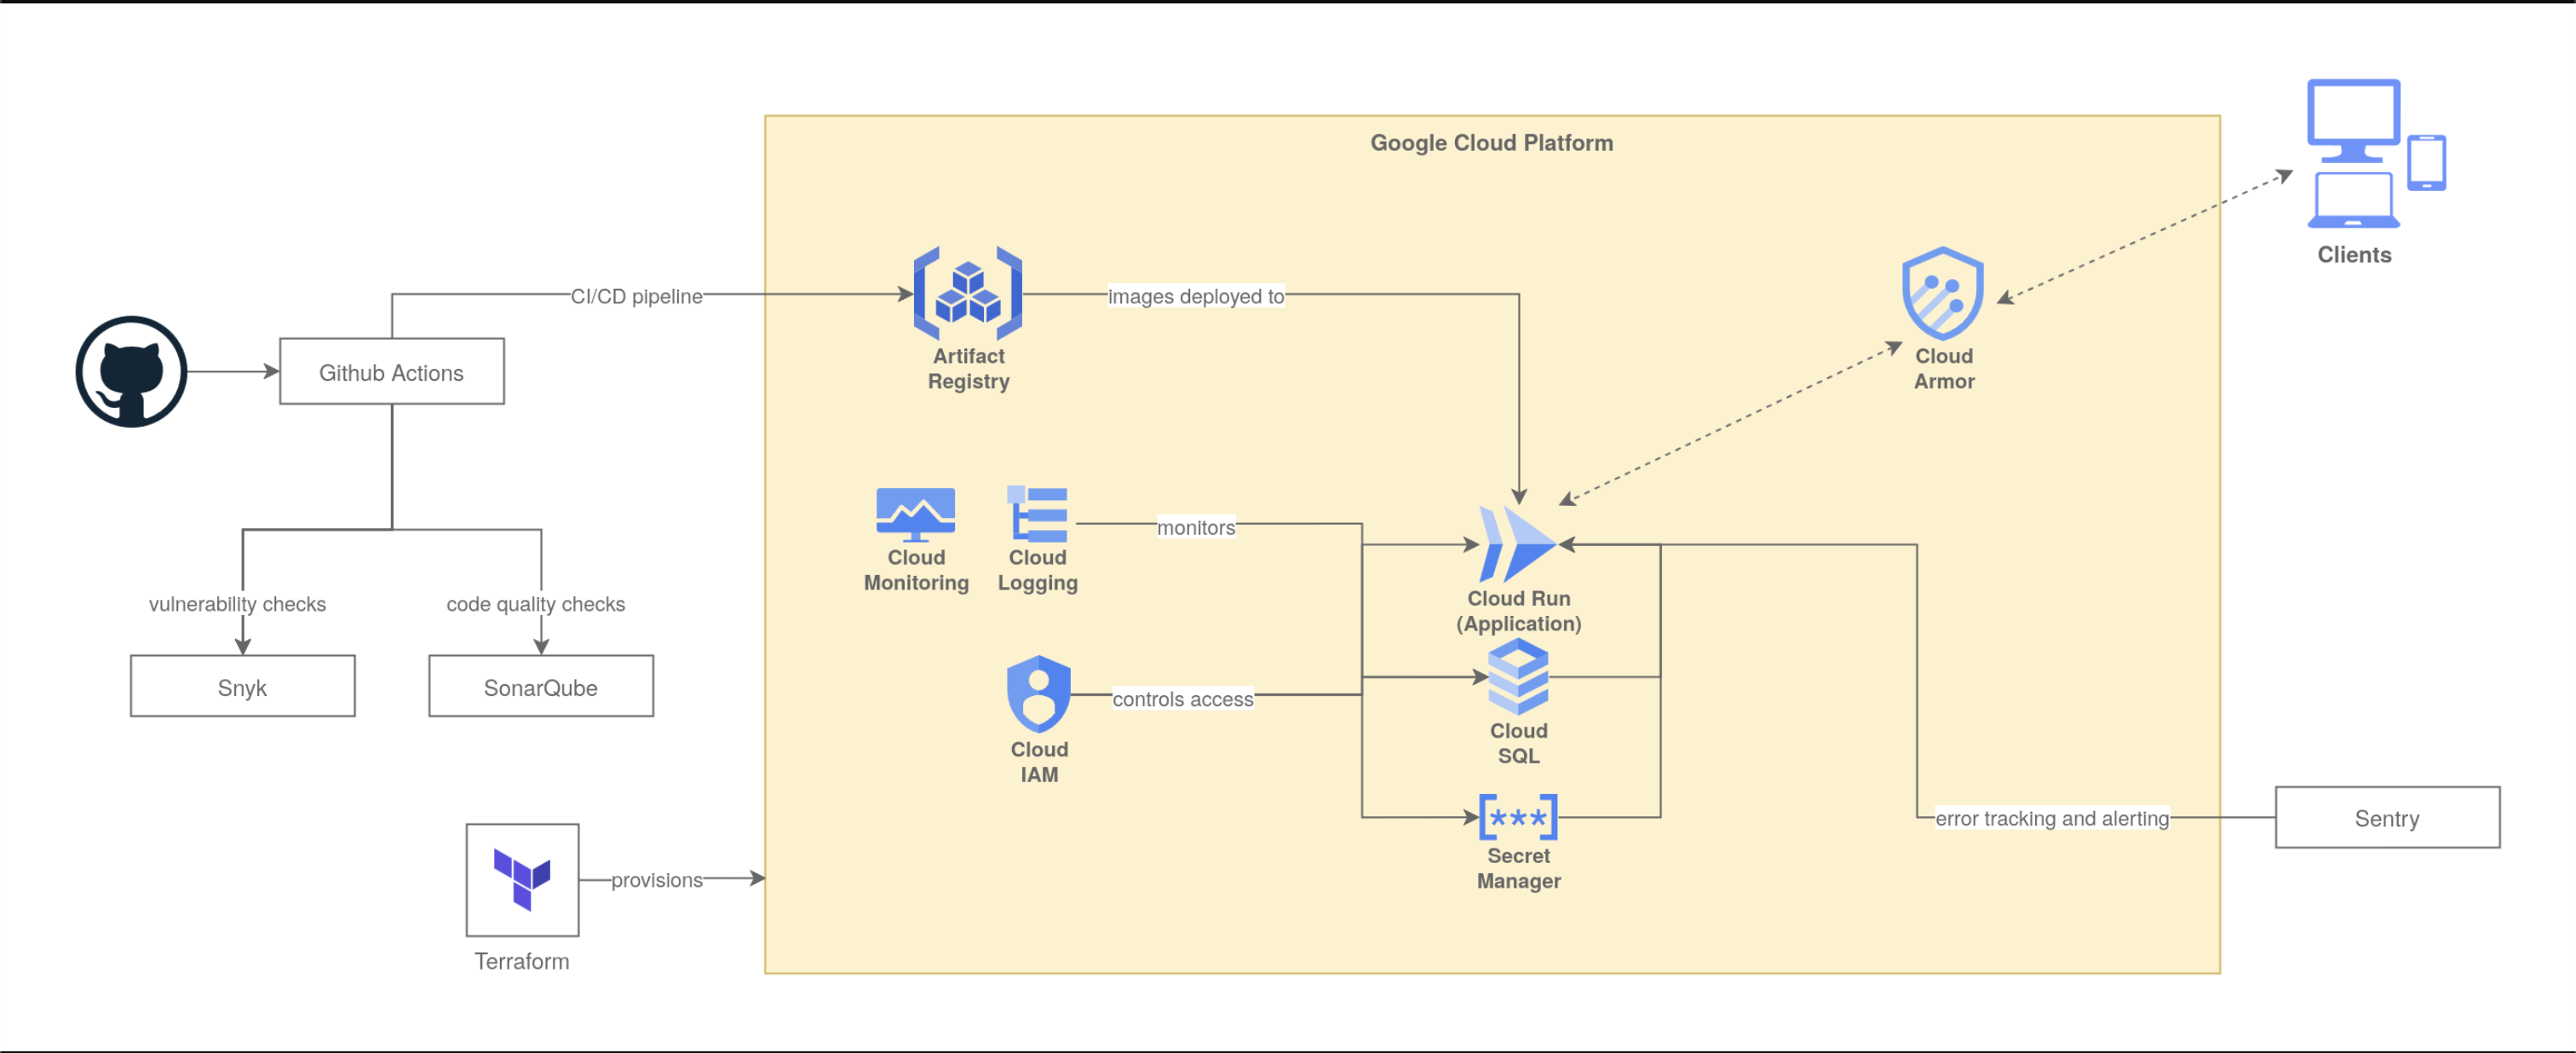 Google Cloud Platform
Clients
CI/CD pipeline
images deployed to
Github Actions
Artifact
Registry
Cloud
Armor
monitors
Cloud
Monitoring
Cloud
Logging
Cloud Run
(Application)
vulnerability checks
code quality checks
Snyk
SonarQube
controls access
Cloud
IAM
Cloud
SQL
***
Secret
Manager
error tracking and alerting
Sentry
provisions
Terraform